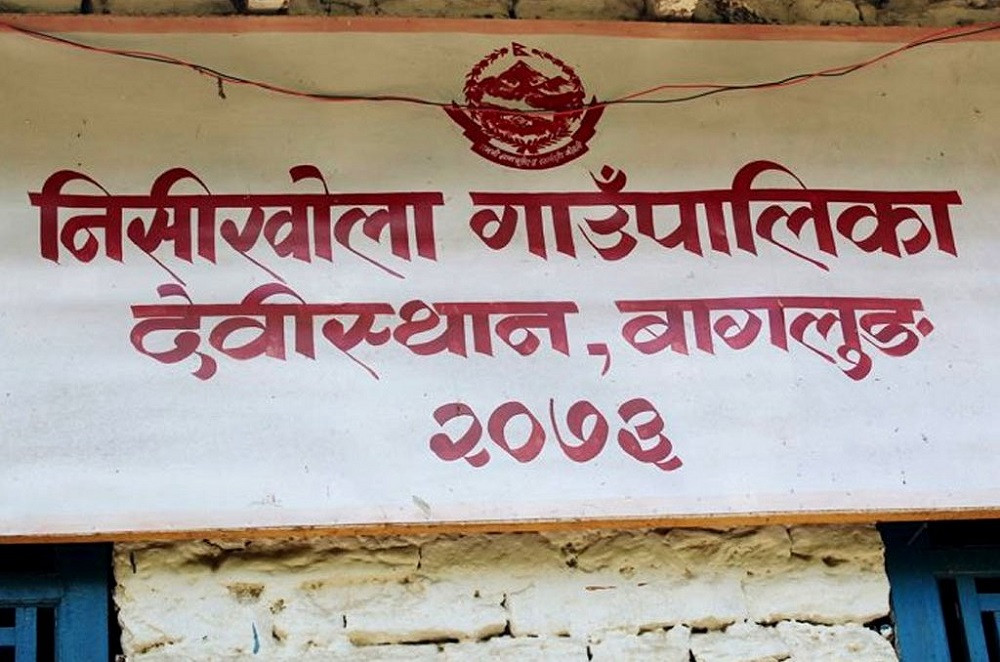 निसीखोला गाउँपालिका
देवीस्थान, बागलुङ
२०७३